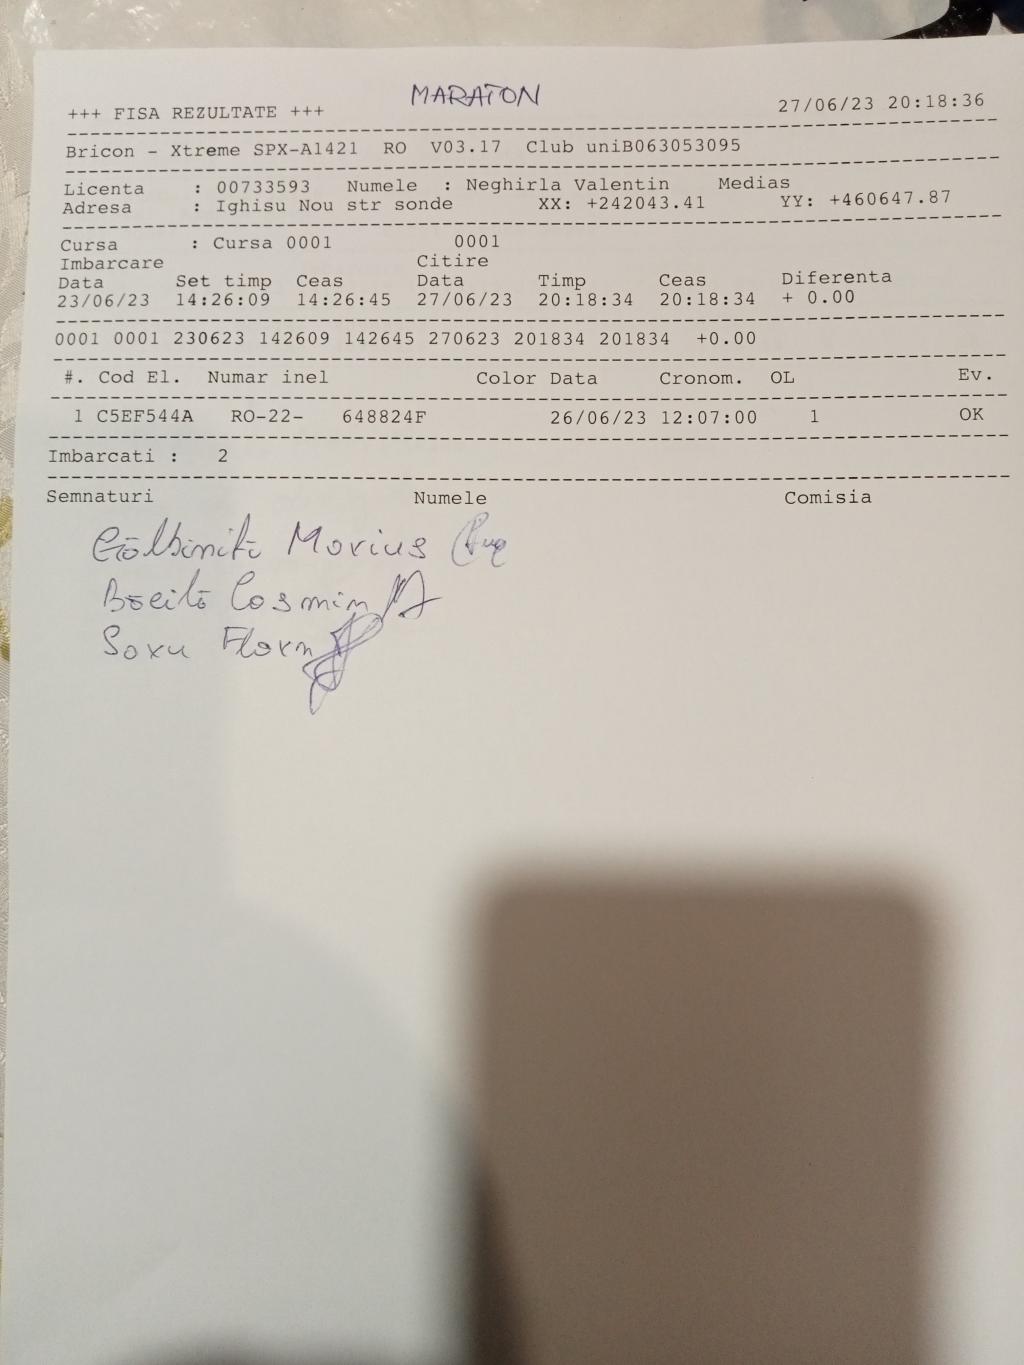 MARATON
+++ FISA REZULTATE +++ 27/06/23 20:18:36
Bricon - Xtreme SPX-A1421 RO V03.17 Club uniB063053095
Licenta : 00733593 Numele : Neghirla Valentin Medias
Adresa : Ighisu Nou str sonde XX: +242043.41 YY: +460647.87
Cursa : Cursa 0001 0001
Imbarcare Citire
Data Set timp Ceas Data Timp Ceas Diferenta
23/06/23 14:26:09 14:26:45 27/06/23 20:18:34 20:18:34 + 0.00
0001 0001 230623 142609 142645 270623 201834 201834 +0.00
#. Cod El. Numar inel Color Data Cronom. OL Ev.
1 C5EF544A RO-22- 648824F 26/06/23 12:07:00 1 OK
Imbarcati : 2
Semnaturi Numele Comisia
Marius
Cosmin